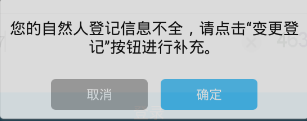 您的自然人登记信息不全，请点击“变更登
记”按钮进行补充。
取消
确定